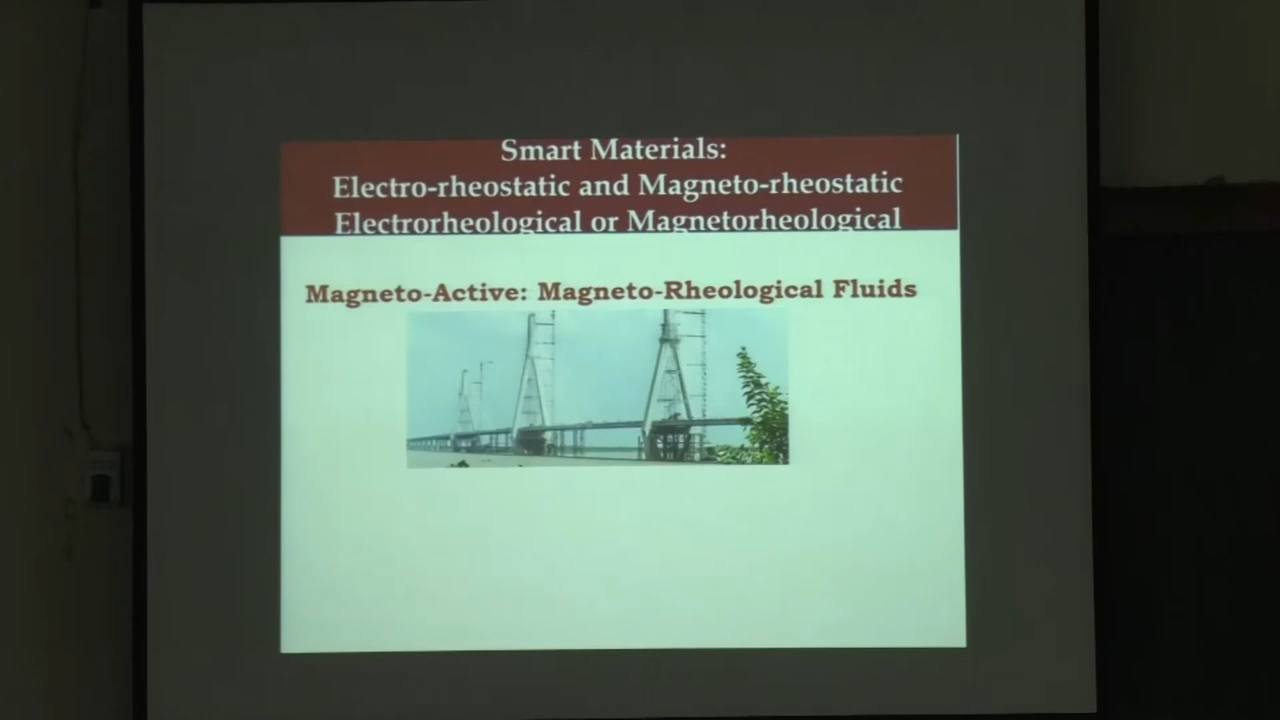 Smart Materials:
Electro-rheostatic and Magneto-rheostatic
Electrorheological or Magnetorheological
Magneto-Active: Magneto-Rheological Fluids